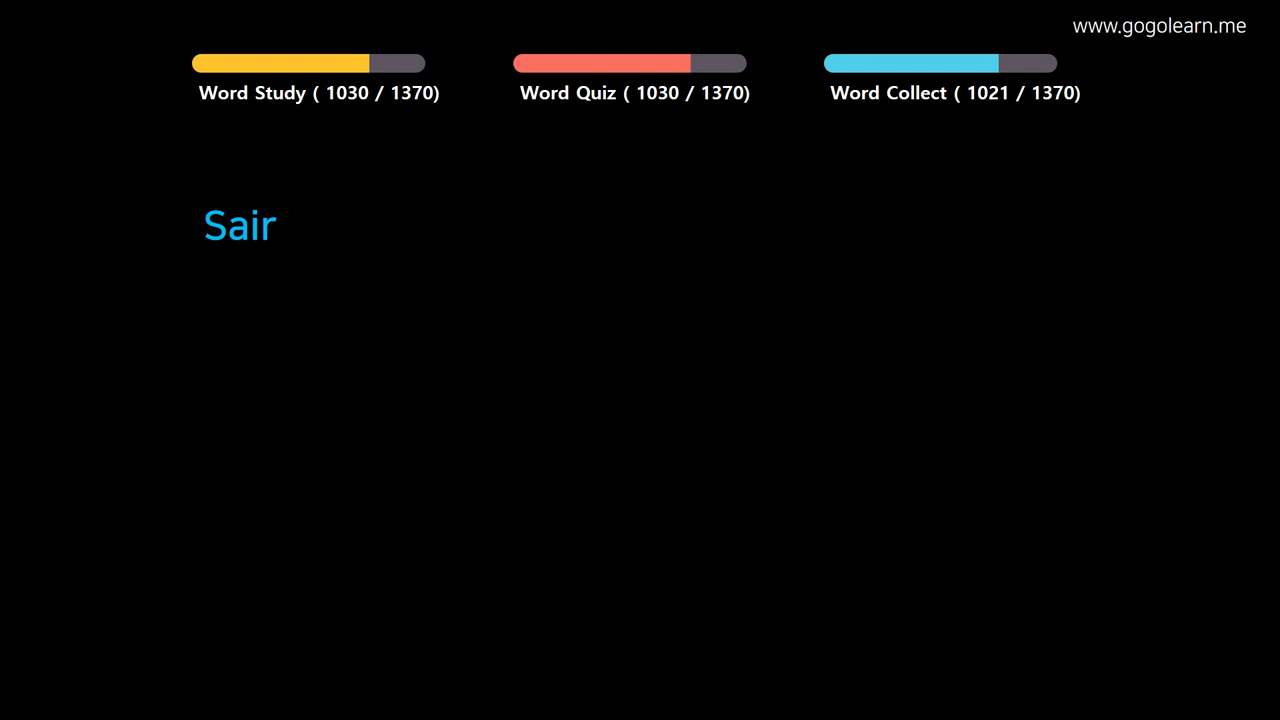 www.gogolearn.me
Word Study ( 1030 / 1370)
Word Quiz ( 1030 / 1370)
Word Collect ( 1021 / 1370)
Sair